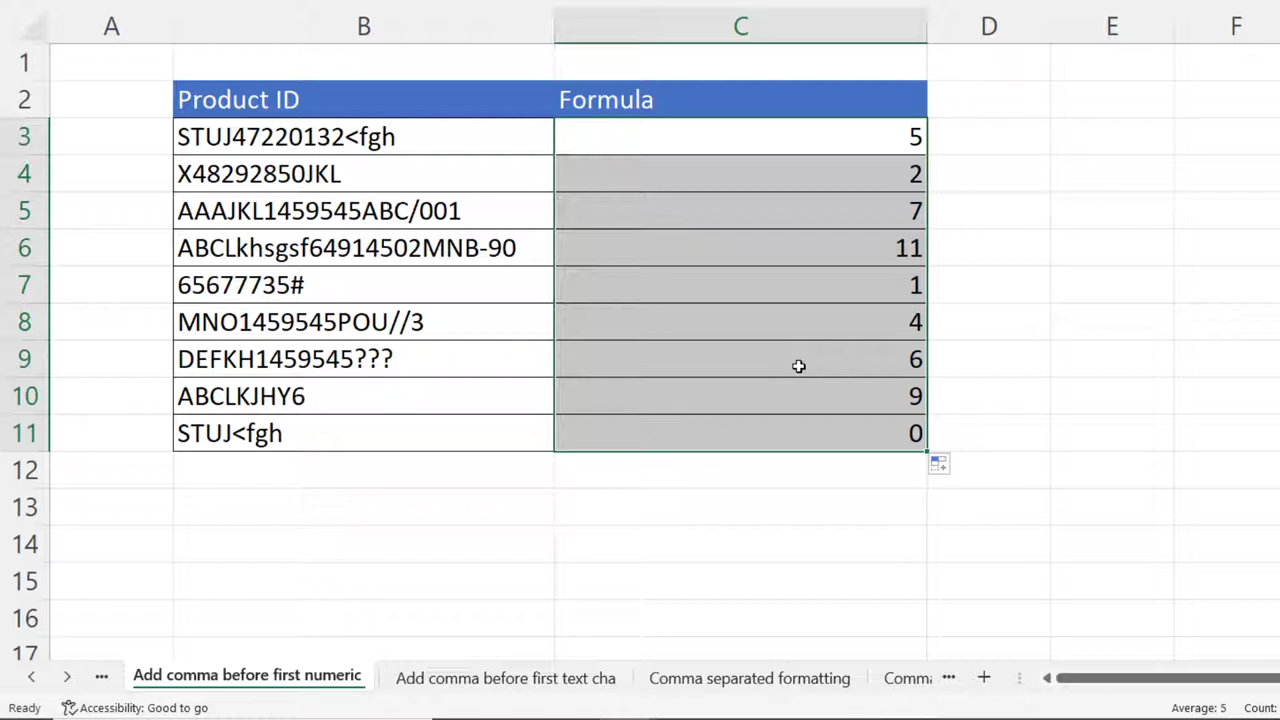 A B C D E F
1
2 Product ID Formula
3 STUJ47220132<fgh 5
4 X48292850JKL 2
5 AAAJKL1459545ABC/001 7
6 ABCLkhsgsf64914502MNB-90 11
7 65677735# 1
8 MNO1459545POU//3 4
9 DEFKH1459545??? 6
10 ABCLKJHY6 9
11 STUJ<fgh 0
12
13
14
15
16
17
Add comma before first numeric Add comma before first text cha Comma separated formatting Comma
Ready Accessibility: Good to go Average: 5 Count: